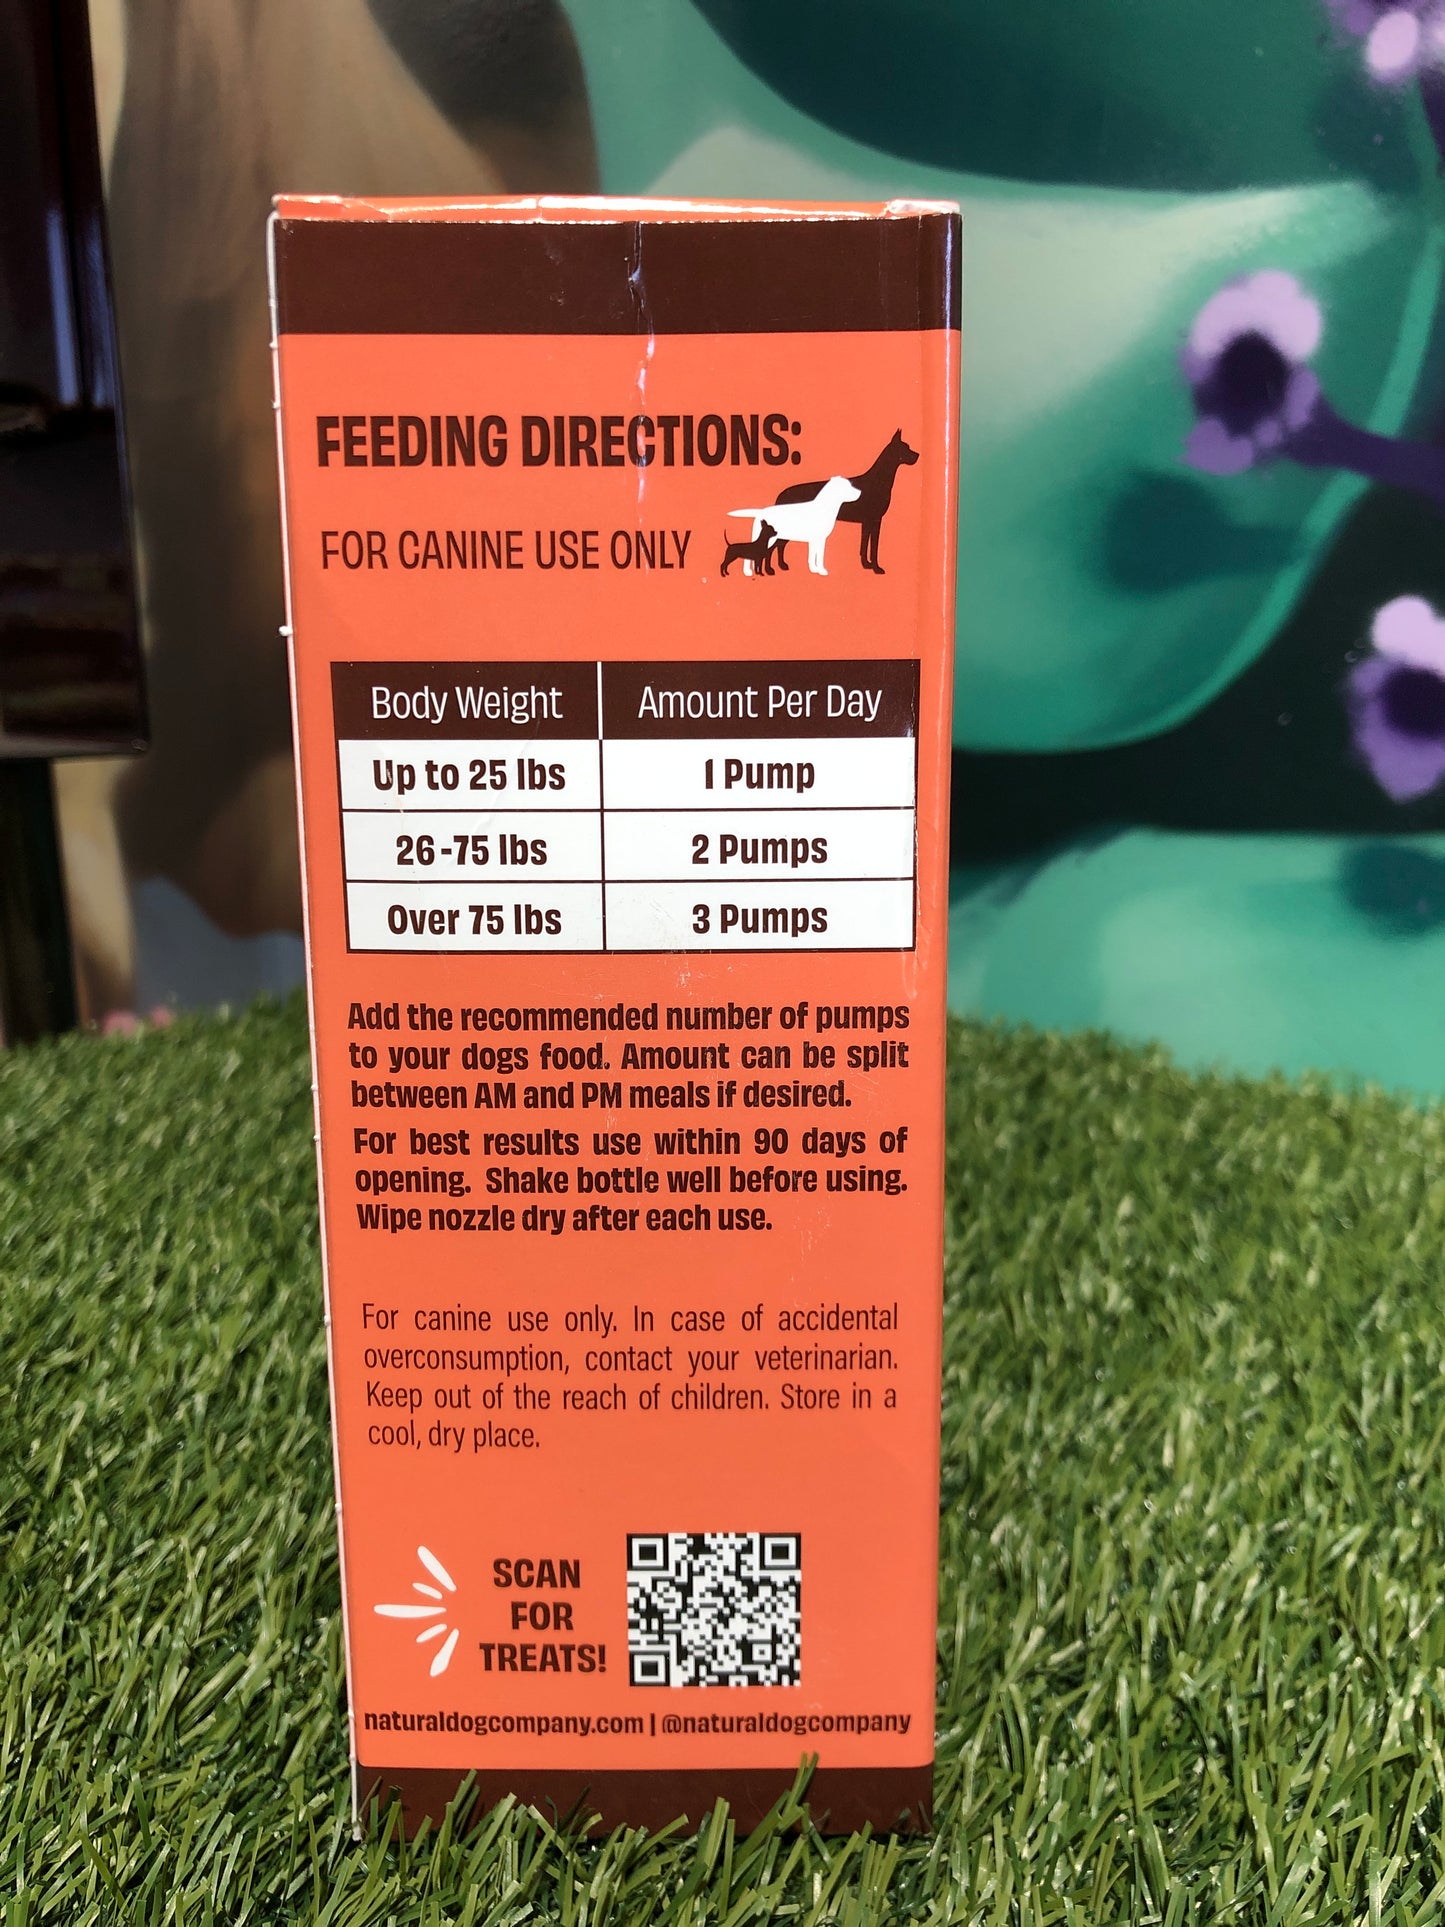 FEEDING DIRECTIONS:
FOR CANINE USE ONLY
Body Weight Amount Per Day
Up to 25 lbs 1 Pump
26-75 lbs 2 Pumps
Over 75 lbs 3 Pumps
Add the recommended number of pumps
to your dogs food. Amount can be split
between AM and PM meals if desired.
For best results use within 90 days of
opening. Shake bottle well before using.
Wipe nozzle dry after each use.
For canine use only. In case of accidental
overconsumption, contact your veterinarian.
Keep out of the reach of children. Store in a
cool, dry place.
SCAN
FOR
TREATS!
naturaldogcompany.com | @naturaldogcompany